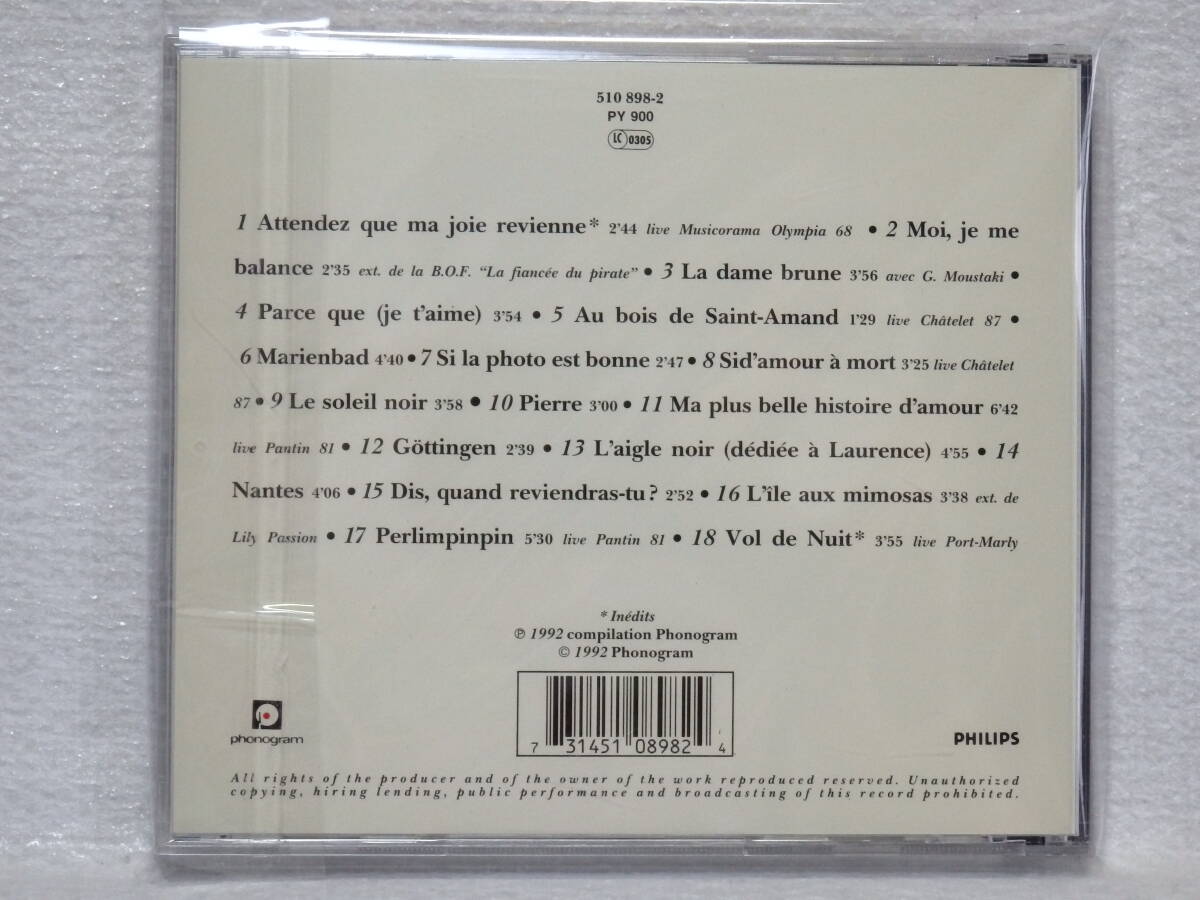 510 898-2
PY 900
LC 0305
1 Attendez que ma joie revienne* 2'44 live Musicorama Olympia 68 • 2 Moi, je me
balance 2'35 ext. de la B.O.F. “La fiancée du pirate” • 3 La dame brune 3'56 avec G. Moustaki •
4 Parce que (je t'aime) 3'54 • 5 Au bois de Saint-Amand 1'29 live Châtelet 87 •
6 Marienbad 4'40 • 7 Si la photo est bonne 2'47 • 8 Sid'amour à mort 3'25 live Châtelet
87 • 9 Le soleil noir 3'58 • 10 Pierre 3'00 • 11 Ma plus belle histoire d'amour 6'42
live Pantin 81 • 12 Göttingen 2'39 • 13 L'aigle noir (dédiée à Laurence) 4'55 • 14
Nantes 4'06 • 15 Dis, quand reviendras-tu ? 2'52 • 16 L'île aux mimosas 3'38 ext. de
Lily Passion • 17 Perlimpinpin 5'30 live Pantin 81 • 18 Vol de Nuit* 3'55 live Port-Marly
* Inédits
℗ 1992 compilation Phonogram
© 1992 Phonogram
7 31451 08982 4
phonogram
PHILIPS
All rights of the producer and of the owner of the work reproduced reserved. Unauthorized
copying, hiring lending, public performance and broadcasting of this record prohibited.